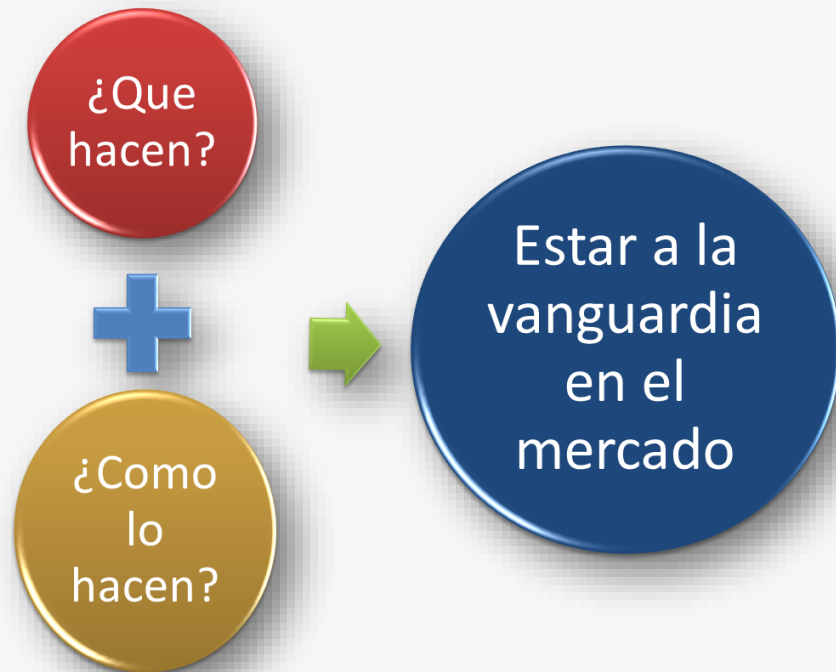 ¿Que
hacen?
¿Como
lo
hacen?
Estar a la
vanguardia
en el
mercado